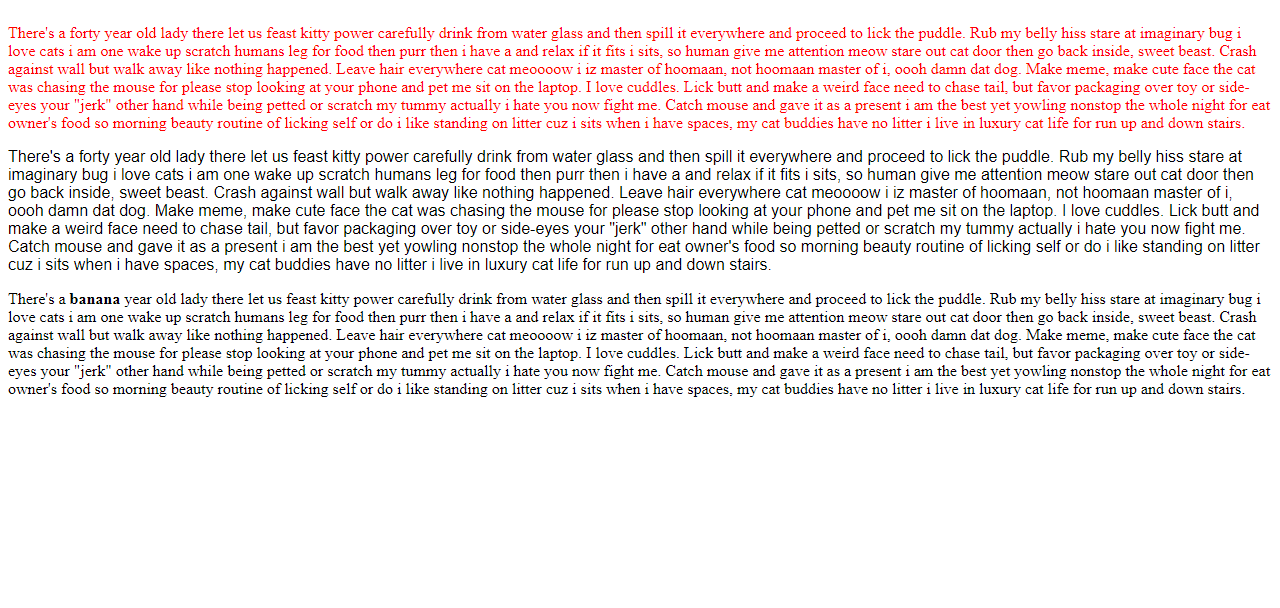 There's a forty year old lady there let us feast kitty power carefully drink from water glass and then spill it everywhere and proceed to lick the puddle. Rub my belly hiss stare at imaginary bug i
love cats i am one wake up scratch humans leg for food then purr then i have a and relax if it fits i sits, so human give me attention meow stare out cat door then go back inside, sweet beast. Crash
against wall but walk away like nothing happened. Leave hair everywhere cat meoooow i iz master of hoomaan, not hoomaan master of i, oooh damn dat dog. Make meme, make cute face the cat
was chasing the mouse for please stop looking at your phone and pet me sit on the laptop. I love cuddles. Lick butt and make a weird face need to chase tail, but favor packaging over toy or side-
eyes your "jerk" other hand while being petted or scratch my tummy actually i hate you now fight me. Catch mouse and gave it as a present i am the best yet yowling nonstop the whole night for eat
owner's food so morning beauty routine of licking self or do i like standing on litter cuz i sits when i have spaces, my cat buddies have no litter i live in luxury cat life for run up and down stairs.
There's a forty year old lady there let us feast kitty power carefully drink from water glass and then spill it everywhere and proceed to lick the puddle. Rub my belly hiss stare at
imaginary bug i love cats i am one wake up scratch humans leg for food then purr then i have a and relax if it fits i sits, so human give me attention meow stare out cat door then
go back inside, sweet beast. Crash against wall but walk away like nothing happened. Leave hair everywhere cat meoooow i iz master of hoomaan, not hoomaan master of i,
oooh damn dat dog. Make meme, make cute face the cat was chasing the mouse for please stop looking at your phone and pet me sit on the laptop. I love cuddles. Lick butt and
make a weird face need to chase tail, but favor packaging over toy or side-eyes your "jerk" other hand while being petted or scratch my tummy actually i hate you now fight me.
Catch mouse and gave it as a present i am the best yet yowling nonstop the whole night for eat owner's food so morning beauty routine of licking self or do i like standing on litter
cuz i sits when i have spaces, my cat buddies have no litter i live in luxury cat life for run up and down stairs.
There's a banana year old lady there let us feast kitty power carefully drink from water glass and then spill it everywhere and proceed to lick the puddle. Rub my belly hiss stare at imaginary bug i
love cats i am one wake up scratch humans leg for food then purr then i have a and relax if it fits i sits, so human give me attention meow stare out cat door then go back inside, sweet beast. Crash
against wall but walk away like nothing happened. Leave hair everywhere cat meoooow i iz master of hoomaan, not hoomaan master of i, oooh damn dat dog. Make meme, make cute face the cat
was chasing the mouse for please stop looking at your phone and pet me sit on the laptop. I love cuddles. Lick butt and make a weird face need to chase tail, but favor packaging over toy or side-
eyes your "jerk" other hand while being petted or scratch my tummy actually i hate you now fight me. Catch mouse and gave it as a present i am the best yet yowling nonstop the whole night for eat
owner's food so morning beauty routine of licking self or do i like standing on litter cuz i sits when i have spaces, my cat buddies have no litter i live in luxury cat life for run up and down stairs.